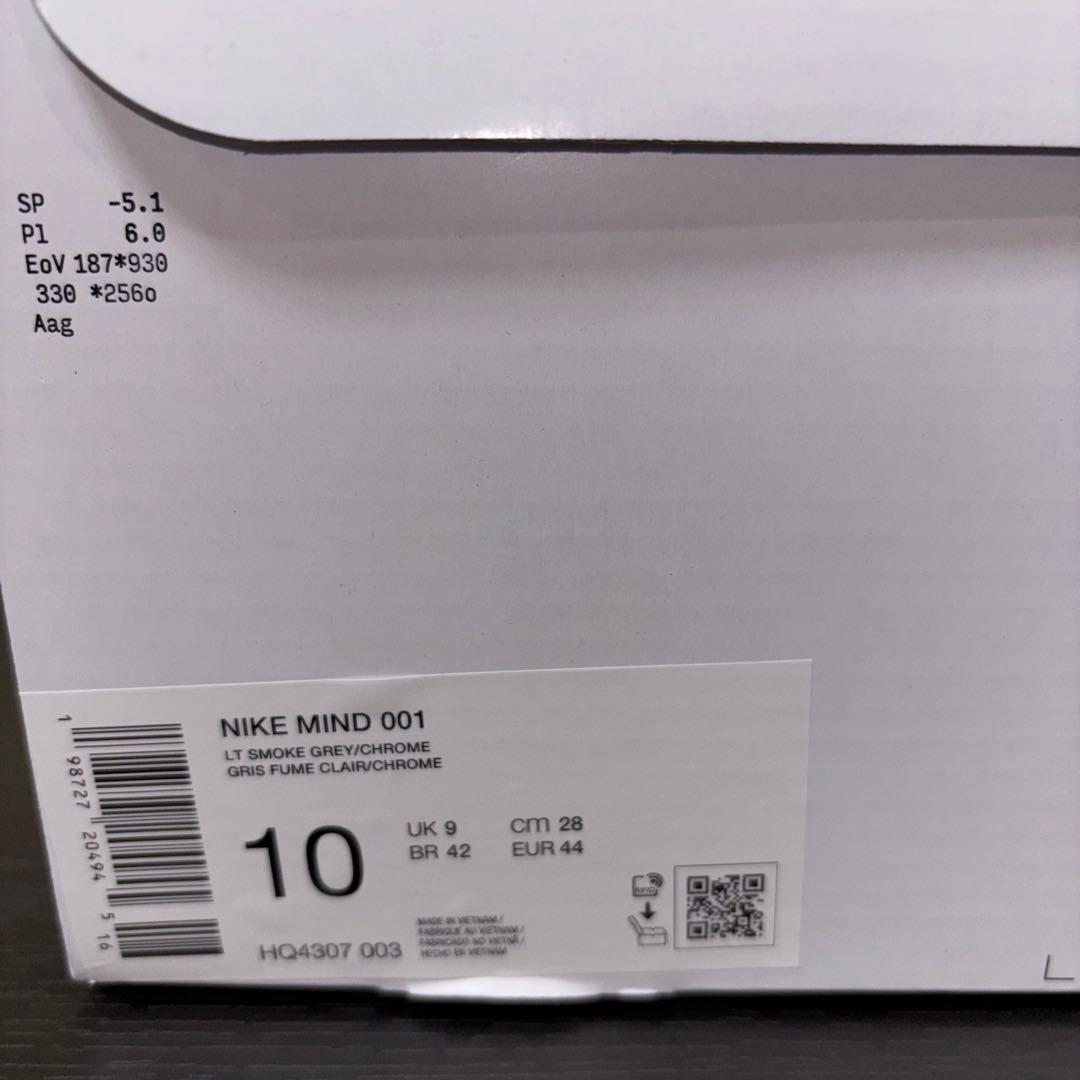 SP -5.1
Pl 6.0
EoV 187*930
330 *256o
Aag
NIKE MIND 001
LT SMOKE GREY/CHROME
GRIS FUME CLAIR/CHROME
10
UK 9 cm 28
BR 42 EUR 44
HQ4307 003
MADE IN VIETNAM /
FABRIQUE AU VIETNAM /
FABRICADO NO VIETNÃ /
HECHO EN VIETNAM
RFID
1 98727 20494 5 16
L